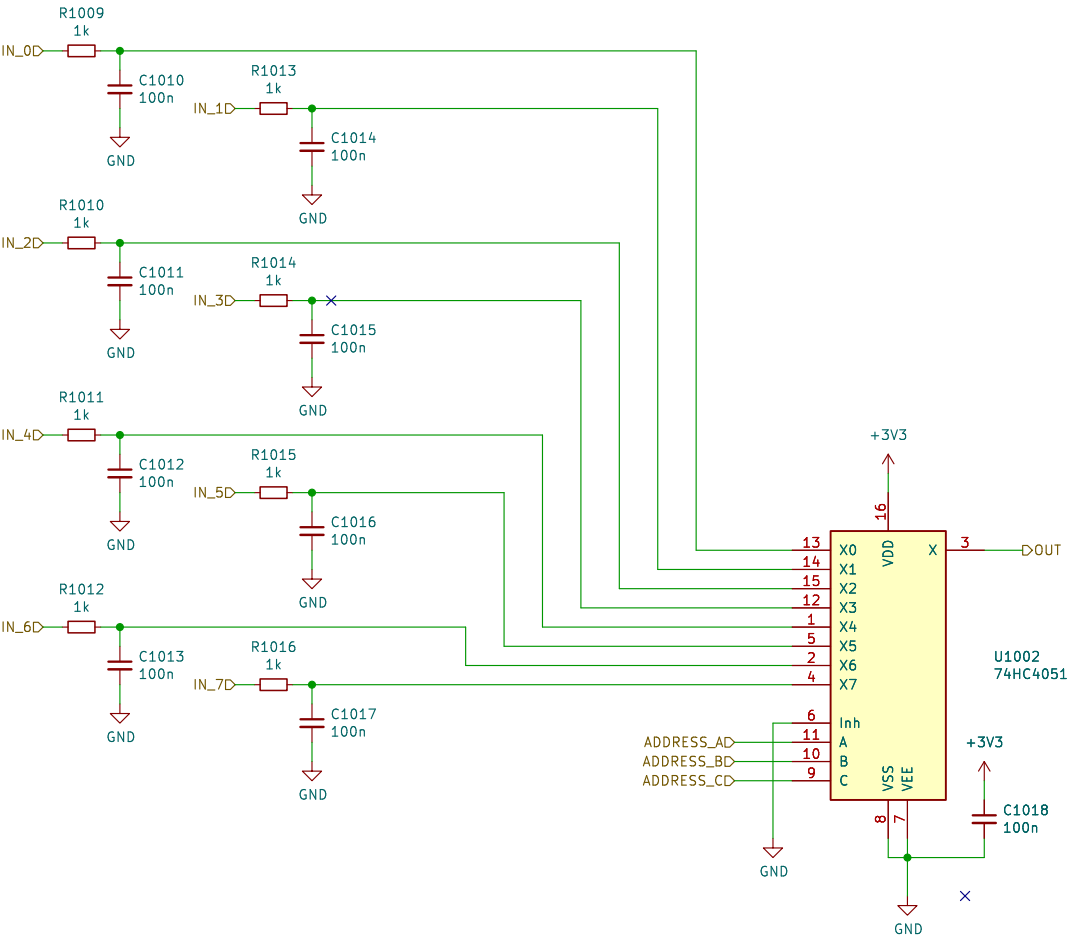 R1009
1k
IN_0
C1010
100n
GND
R1013
1k
IN_1
C1014
100n
GND
R1010
1k
IN_2
C1011
100n
GND
R1014
1k
IN_3
C1015
100n
GND
R1011
1k
IN_4
C1012
100n
GND
R1015
1k
IN_5
C1016
100n
GND
R1012
1k
IN_6
C1013
100n
GND
R1016
1k
IN_7
C1017
100n
GND
+3V3
16
VDD
13 X0
14 X1
15 X2
12 X3
1 X4
5 X5
2 X6
4 X7
6 Inh
ADDRESS_A 11 A
ADDRESS_B 10 B
ADDRESS_C 9 C
X 3 OUT
U1002
74HC4051
VSS
VEE
8
7
GND
GND
+3V3
C1018
100n